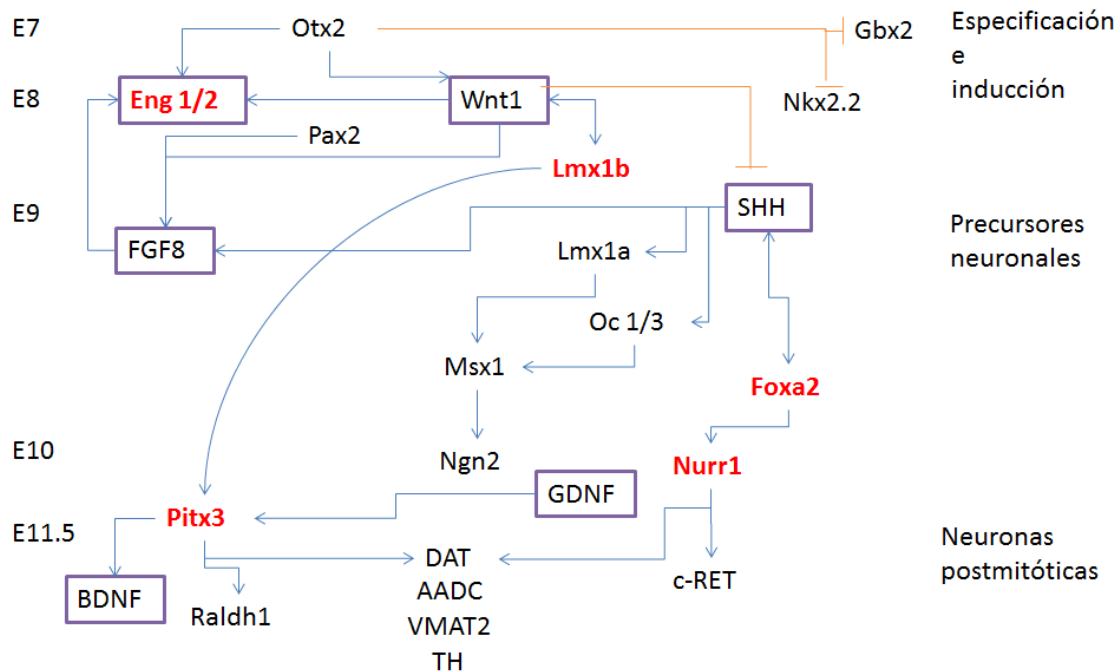 E7
Otx2
Gbx2
Especificación
e
inducción
E8
Eng 1/2
Wnt1
Nkx2.2
Pax2
Lmx1b
E9
SHH
Precursores
neuronales
FGF8
Lmx1a
Oc 1/3
Msx1
Foxa2
E10
Ngn2
Nurr1
GDNF
E11.5
Pitx3
Neuronas
postmitóticas
DAT
AADC
VMAT2
TH
c-RET
BDNF
Raldh1